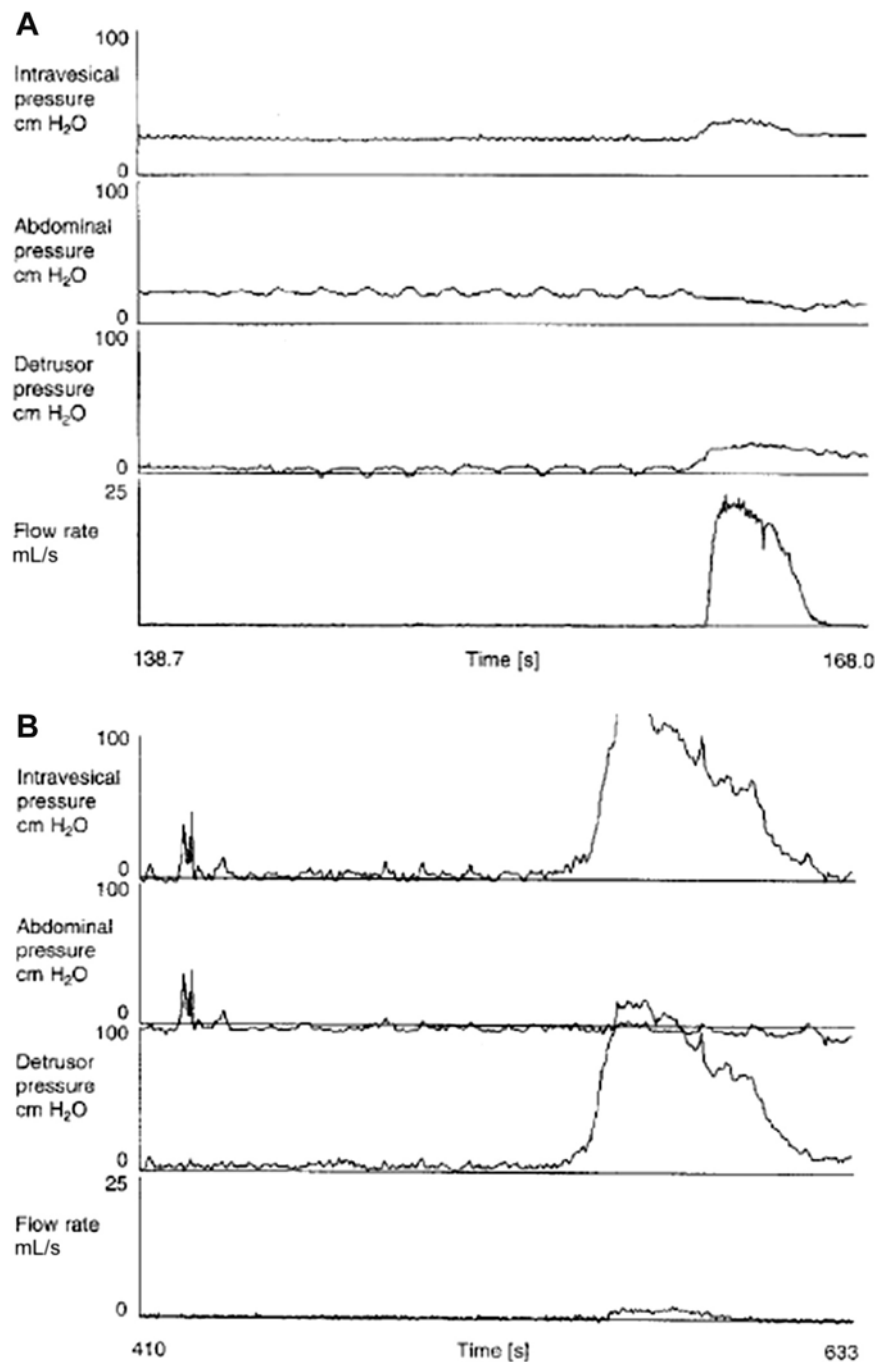 A
100
Intravesical
pressure
cm H₂O
0
100
Abdominal
pressure
cm H₂O
0
100
Detrusor
pressure
cm H₂O
0
25
Flow rate
mL/s
138.7 Time [s] 168.0
B
100
Intravesical
pressure
cm H₂O
0
100
Abdominal
pressure
cm H₂O
0
100
Detrusor
pressure
cm H₂O
0
25
Flow rate
mL/s
0
410 Time [s] 633